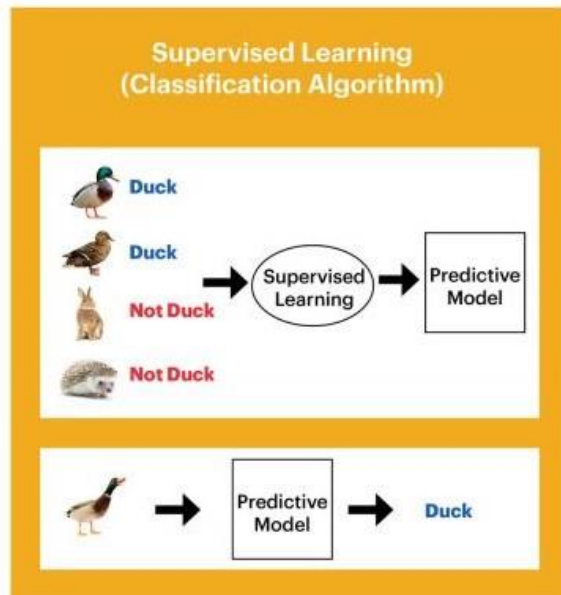 Supervised Learning
(Classification Algorithm)
Duck
Duck
Not Duck
Not Duck
Supervised
Learning
Predictive
Model
Predictive
Model
Duck